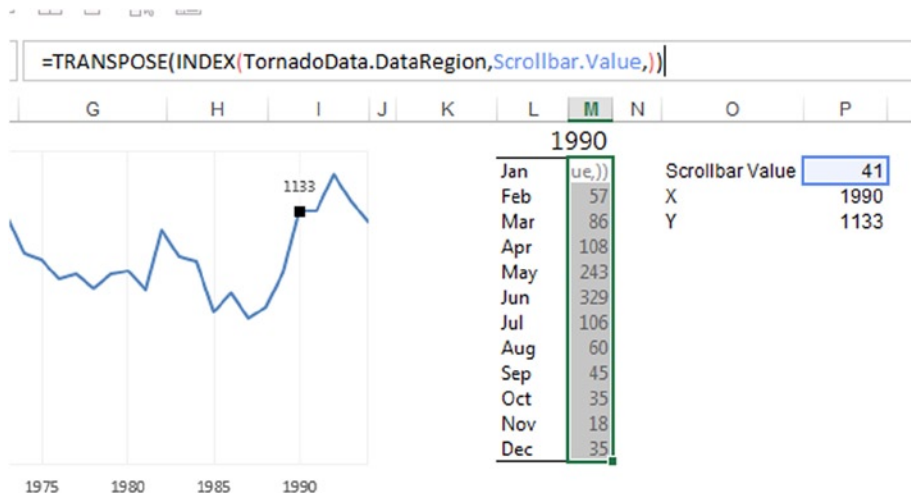 =TRANSPOSE(INDEX(TornadoData.DataRegion,Scrollbar.Value,))
G H I J K L M N O P
1990
Jan ue,)) Scrollbar Value 41
Feb 57 X 1990
Mar 86 Y 1133
Apr 108
May 243
Jun 329
Jul 106
Aug 60
Sep 45
Oct 35
Nov 18
Dec 35
1133
1975 1980 1985 1990